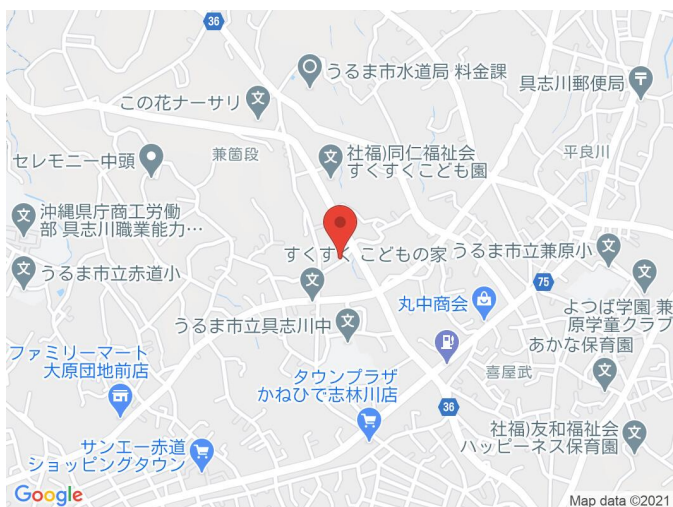 36
うるま市水道局 料金課
具志川郵便局
この花ナーサリ
兼箇段
社福)同仁福祉会
すくすくこども園
平良川
セレモニー中頭
沖縄県庁商工労働
部 具志川職業能力…
すくすく こどもの家
うるま市立兼原小
うるま市立赤道小
75
丸中商会
よつば学園 兼
原学童クラブ
うるま市立具志川中
あかな保育園
ファミリーマート
大原団地前店
タウンプラザ
かねひで志林川店
喜屋武
36
サンエー赤道
ショッピングタウン
社福)友和福祉会
ハッピーネス保育園
Google
Map data ©2021